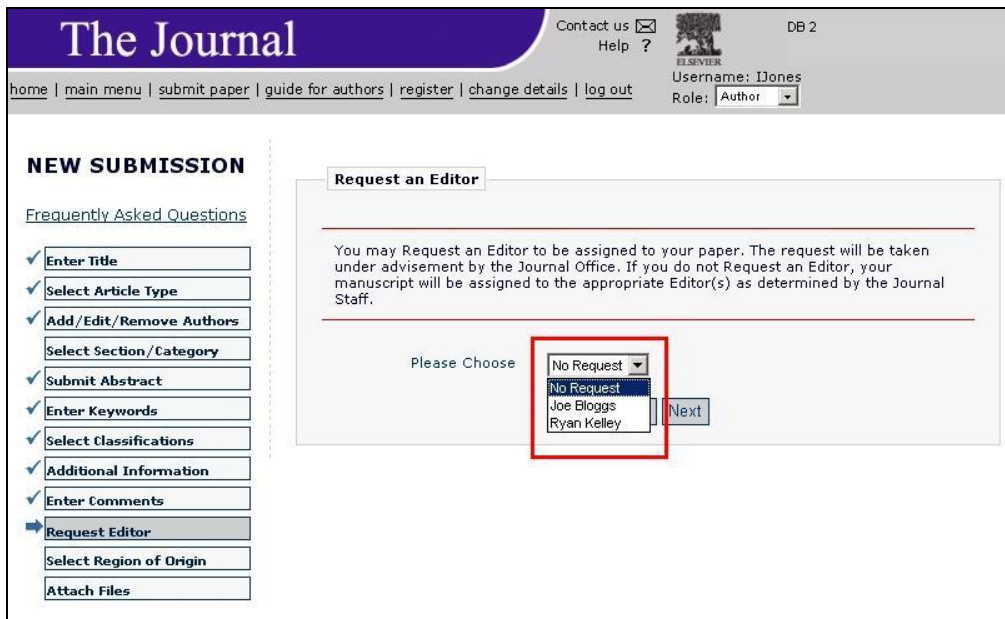 The Journal
Contact us
Help ?
ELSEVIER
DB 2
home | main menu | submit paper | guide for authors | register | change details | log out
Username: IJones
Role: Author
NEW SUBMISSION
Frequently Asked Questions
Enter Title
Select Article Type
Add/Edit/Remove Authors
Select Section/Category
Submit Abstract
Enter Keywords
Select Classifications
Additional Information
Enter Comments
Request Editor
Select Region of Origin
Attach Files
Request an Editor
You may Request an Editor to be assigned to your paper. The request will be taken
under advisement by the Journal Office. If you do not Request an Editor, your
manuscript will be assigned to the appropriate Editor(s) as determined by the Journal
Staff.
Please Choose
No Request
No Request
Joe Bloggs
Ryan Kelley
Next